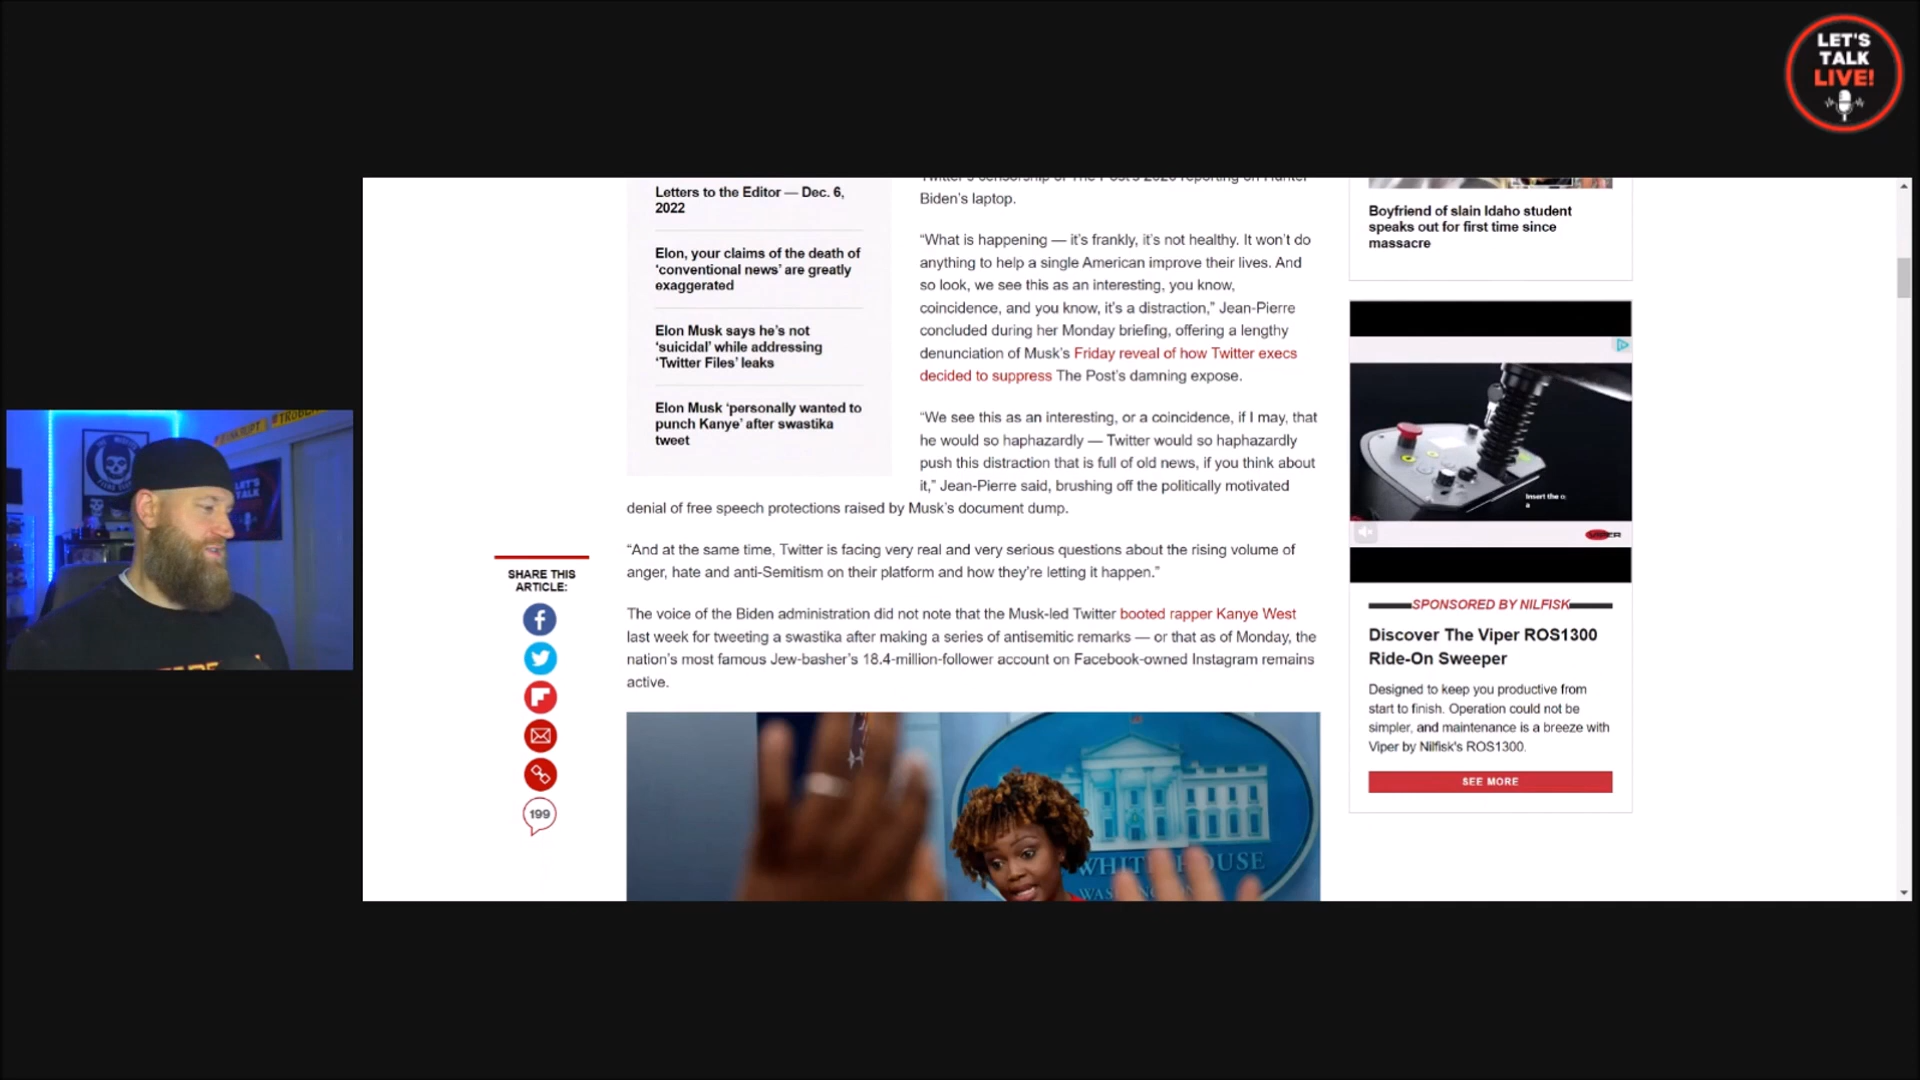 LET'S
TALK
LIVE!
Letters to the Editor — Dec. 6,
2022
Elon, your claims of the death of
‘conventional news’ are greatly
exaggerated
Elon Musk says he’s not
‘suicidal’ while addressing
‘Twitter Files’ leaks
Elon Musk ‘personally wanted to
punch Kanye’ after swastika
tweet
Biden’s laptop.
“What is happening — it’s frankly, it’s not healthy. It won’t do
anything to help a single American improve their lives. And
so look, we see this as an interesting, you know,
coincidence, and you know, it’s a distraction,” Jean-Pierre
concluded during her Monday briefing, offering a lengthy
denunciation of Musk’s Friday reveal of how Twitter execs
decided to suppress The Post’s damning expose.
“We see this as an interesting, or a coincidence, if I may, that
he would so haphazardly — Twitter would so haphazardly
push this distraction that is full of old news, if you think about
it,” Jean-Pierre said, brushing off the politically motivated
denial of free speech protections raised by Musk’s document dump.
“And at the same time, Twitter is facing very real and very serious questions about the rising volume of
anger, hate and anti-Semitism on their platform and how they’re letting it happen.”
The voice of the Biden administration did not note that the Musk-led Twitter booted rapper Kanye West
last week for tweeting a swastika after making a series of antisemitic remarks — or that as of Monday, the
nation’s most famous Jew-basher’s 18.4-million-follower account on Facebook-owned Instagram remains
active.
SHARE THIS
ARTICLE:
199
WHITE HOUSE
Boyfriend of slain Idaho student
speaks out for first time since
massacre
Insert the
VIPER
SPONSORED BY NILFISK
Discover The Viper ROS1300
Ride-On Sweeper
Designed to keep you productive from
start to finish. Operation could not be
simpler, and maintenance is a breeze with
Viper by Nilfisk's ROS1300.
SEE MORE
LET'S
TALK